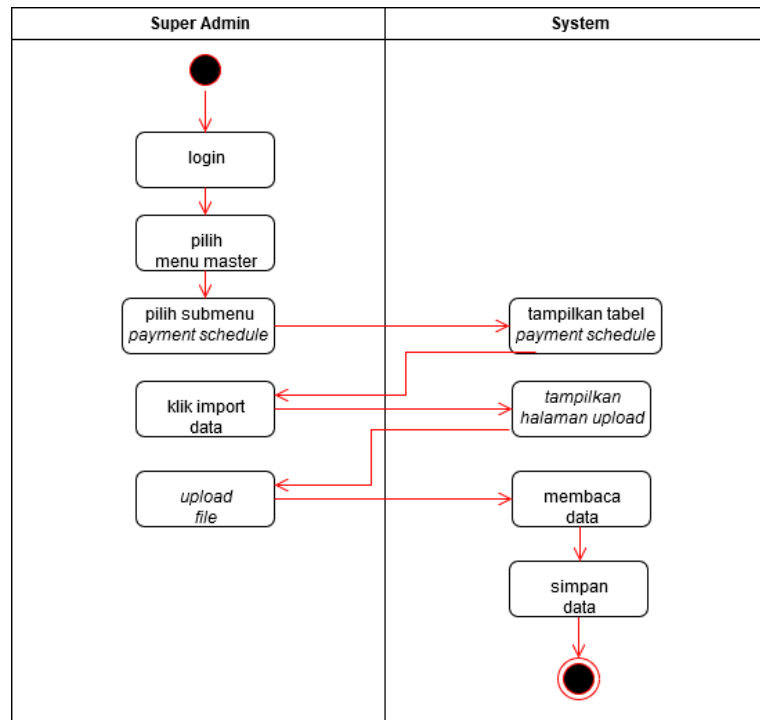 Super Admin
System
login
pilih
menu master
pilih submenu
payment schedule
tampilkan tabel
payment schedule
klik import
data
tampilkan
halaman upload
upload
file
membaca
data
simpan
data